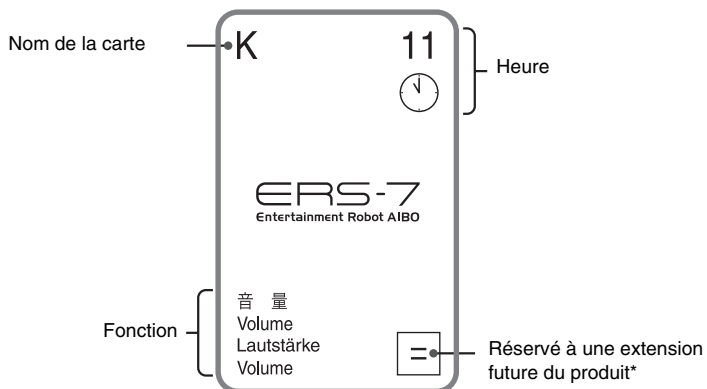 Nom de la carte
K
11
Heure
ERS-7
Entertainment Robot AIBO
Fonction
音 量
Volume
Lautstärke
Volume
=
Réservé à une extension
future du produit*